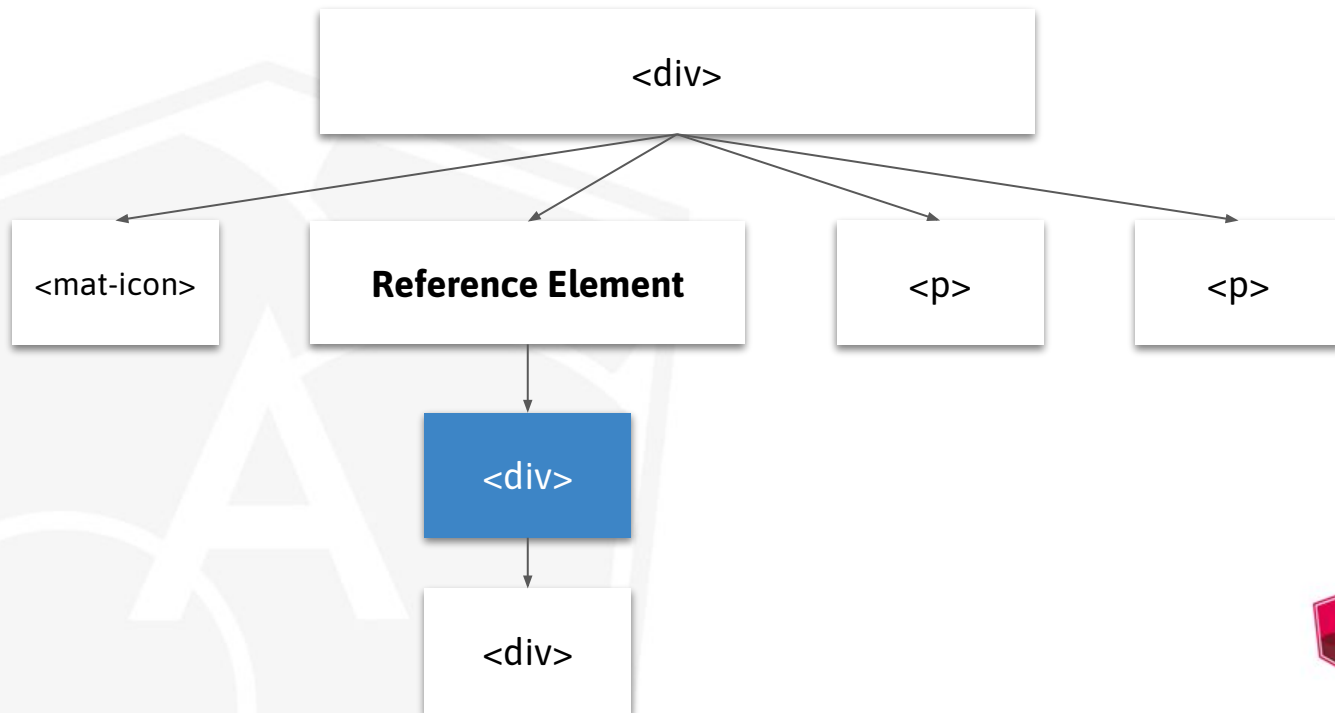 <div>
<mat-icon>
Reference Element
<p>
<p>
<div>
<div>